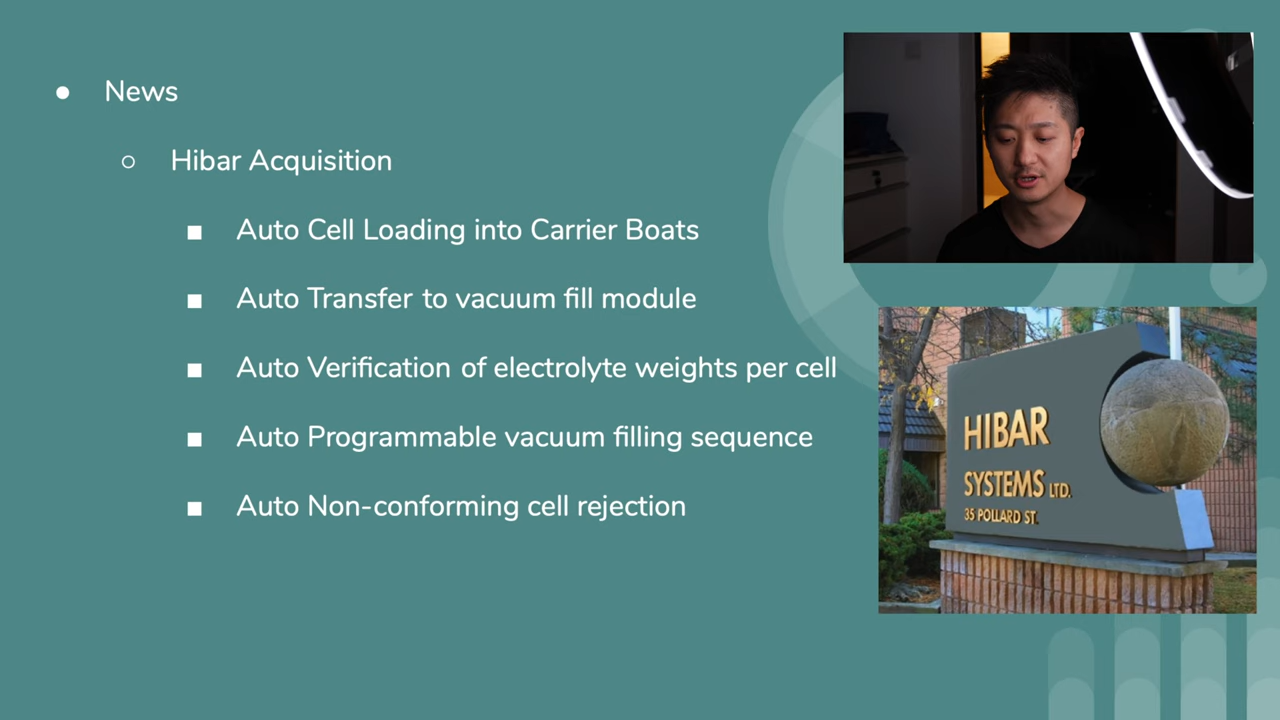 News
Hibar Acquisition
Auto Cell Loading into Carrier Boats
Auto Transfer to vacuum fill module
Auto Verification of electrolyte weights per cell
Auto Programmable vacuum filling sequence
Auto Non-conforming cell rejection
HIBAR
SYSTEMS LTD.
35 POLLARD ST.